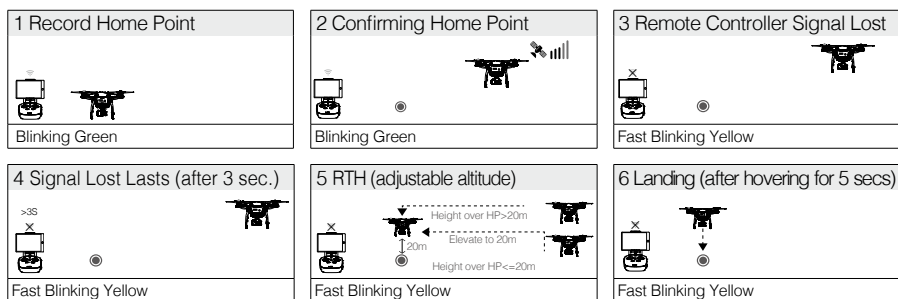 1 Record Home Point
Blinking Green
2 Confirming Home Point
Blinking Green
3 Remote Controller Signal Lost
Fast Blinking Yellow
4 Signal Lost Lasts (after 3 sec.)
>3S
Fast Blinking Yellow
5 RTH (adjustable altitude)
Height over HP>20m
Elevate to 20m
20m
Height over HP<=20m
Fast Blinking Yellow
6 Landing (after hovering for 5 secs)
Fast Blinking Yellow